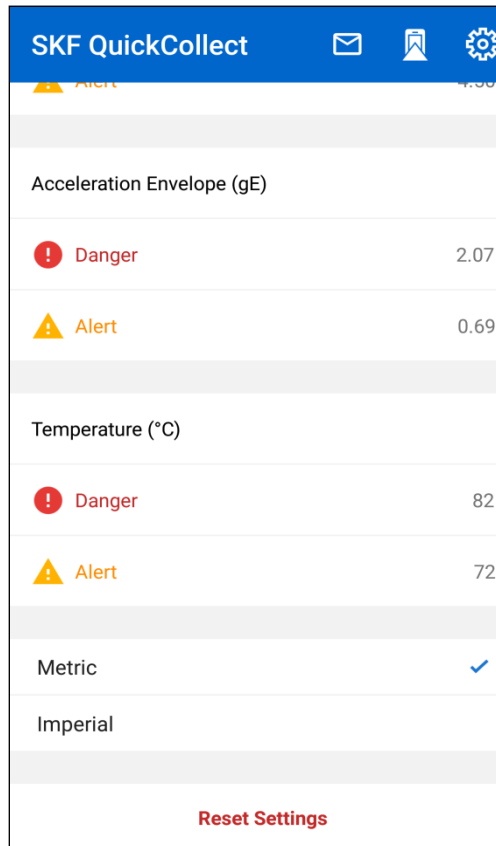 SKF QuickCollect
Alert
Acceleration Envelope (gE)
Danger 2.07
Alert 0.69
Temperature (°C)
Danger 82
Alert 72
Metric
Imperial
Reset Settings